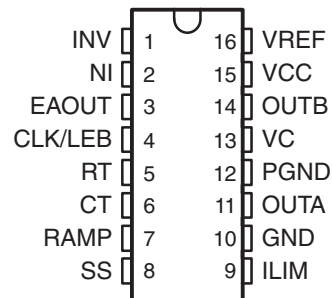 INV 1 16 VREF
NI 2 15 VCC
EAOUT 3 14 OUTB
CLK/LEB 4 13 VC
RT 5 12 PGND
CT 6 11 OUTA
RAMP 7 10 GND
SS 8 9 ILIM